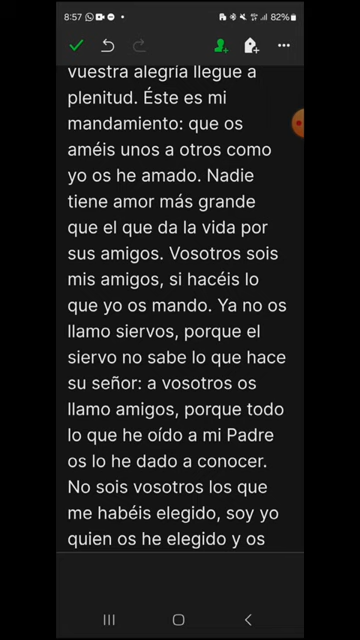 8:57
82%
vuestra alegría llegue a
plenitud. Éste es mi
mandamiento: que os
améis unos a otros como
yo os he amado. Nadie
tiene amor más grande
que el que da la vida por
sus amigos. Vosotros sois
mis amigos, si hacéis lo
que yo os mando. Ya no os
llamo siervos, porque el
siervo no sabe lo que hace
su señor: a vosotros os
llamo amigos, porque todo
lo que he oído a mi Padre
os lo he dado a conocer.
No sois vosotros los que
me habéis elegido, soy yo
quien os he elegido y os